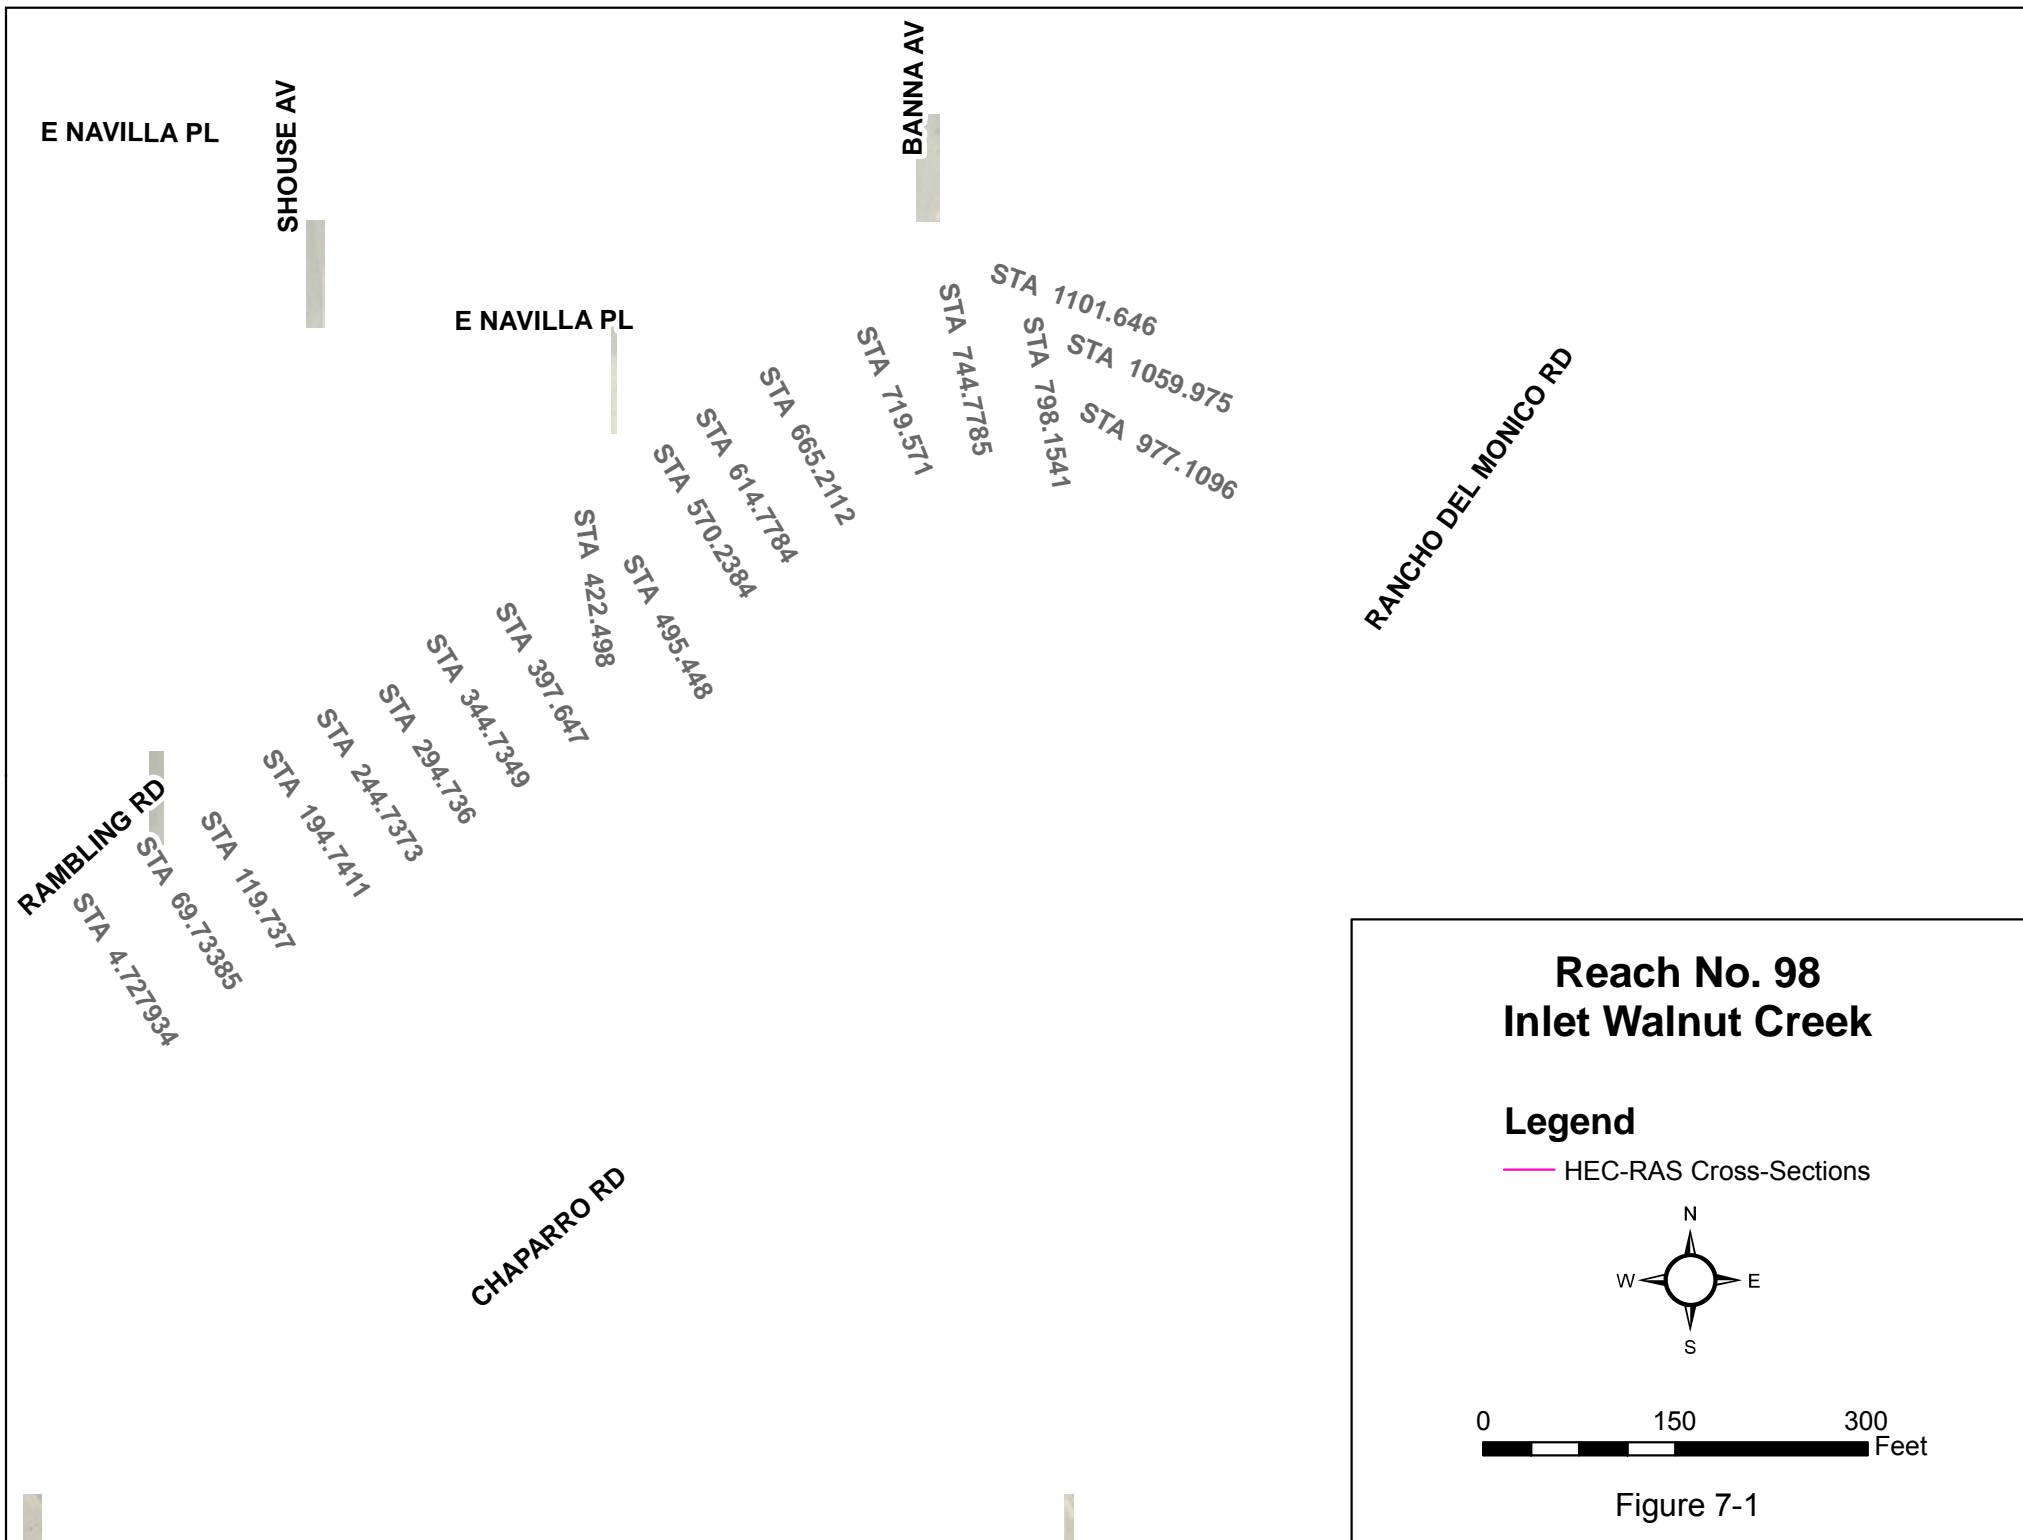 BANNA AV
SHOUSE AV
E NAVILLA PL
E NAVILLA PL
STA 1101.646
STA 744.7785
STA 798.1541
STA 1059.975
STA 719.571
STA 977.1096
STA 665.2112
STA 614.7784
STA 570.2384
RANCHO DEL MONICO RD
STA 422.498
STA 495.448
STA 397.647
STA 344.7349
STA 294.736
STA 244.7373
STA 194.7411
RAMBLING RD
STA 119.737
STA 69.73385
STA 4.727934
CHAPARRO RD
Reach No. 98
Inlet Walnut Creek
Legend
HEC-RAS Cross-Sections
N
W E
S
0 150 300
Feet
Figure 7-1